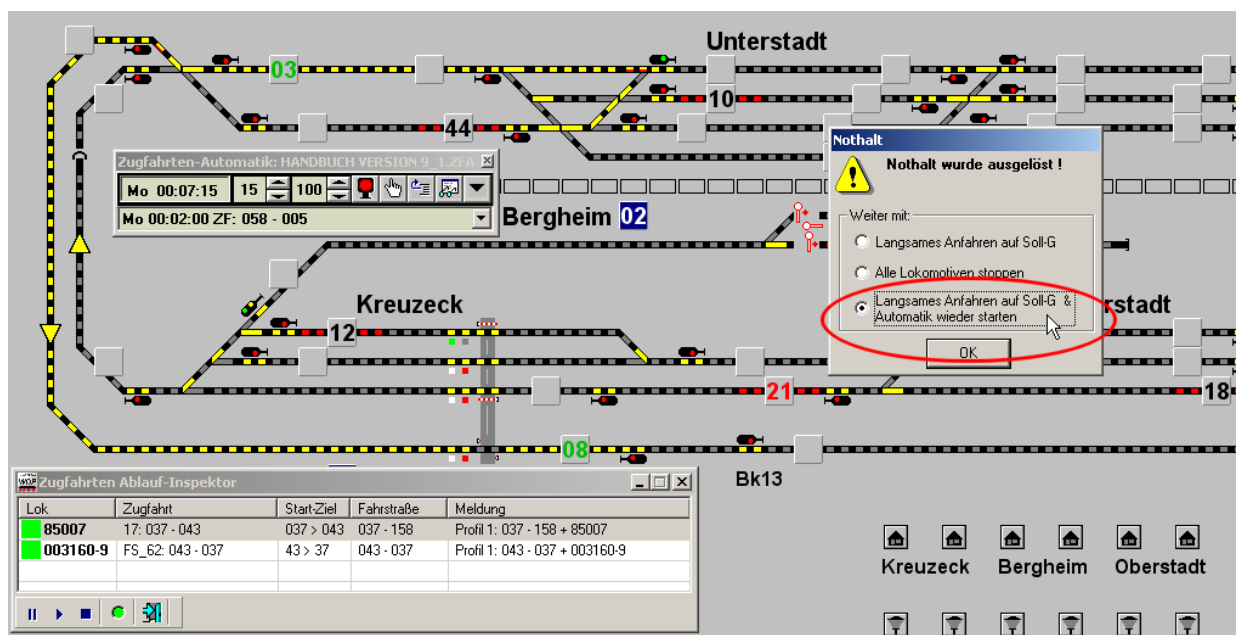 Unterstadt
03
10
44
Nothalt
Nothalt wurde ausgelöst !
Weiter mit:
Langsames Anfahren auf Soll-G
Alle Lokomotiven stoppen
Langsames Anfahren auf Soll-G &
Automatik wieder starten
OK
Zugfahrten-Automatik: HANDBUCH VERSION 9_1.ZFA
Mo 00:07:15 15 100
Mo 00:02:00 ZF: 058 - 005
Bergheim 02
Kreuzeck
rstadt
12
21
18
08
Bk13
WDP Zugfahrten Ablauf-Inspektor
Lok Zugfahrt Start-Ziel Fahrstraße Meldung
85007 17: 037 - 043 037 > 043 037 - 158 Profil 1: 037 - 158 + 85007
003160-9 FS_62: 043 - 037 43 > 37 043 - 037 Profil 1: 043 - 037 + 003160-9
Kreuzeck Bergheim Oberstadt